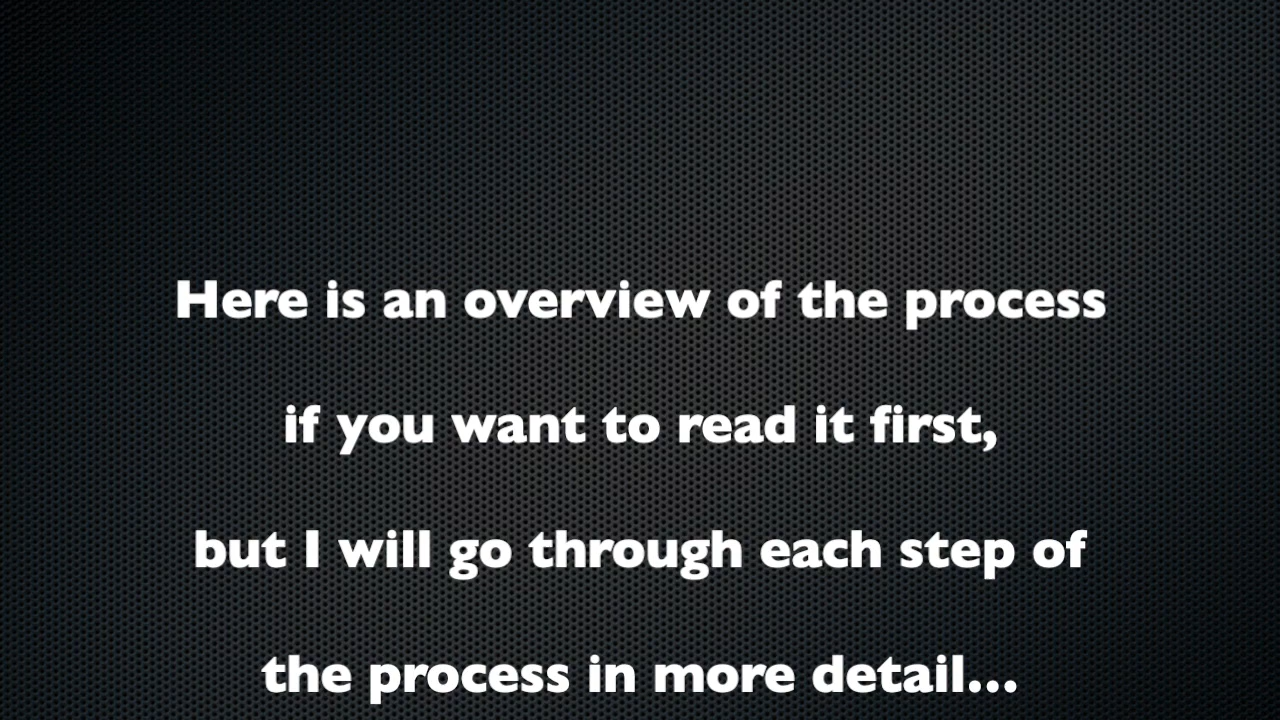 Here is an overview of the process
if you want to read it first,
but I will go through each step of
the process in more detail...